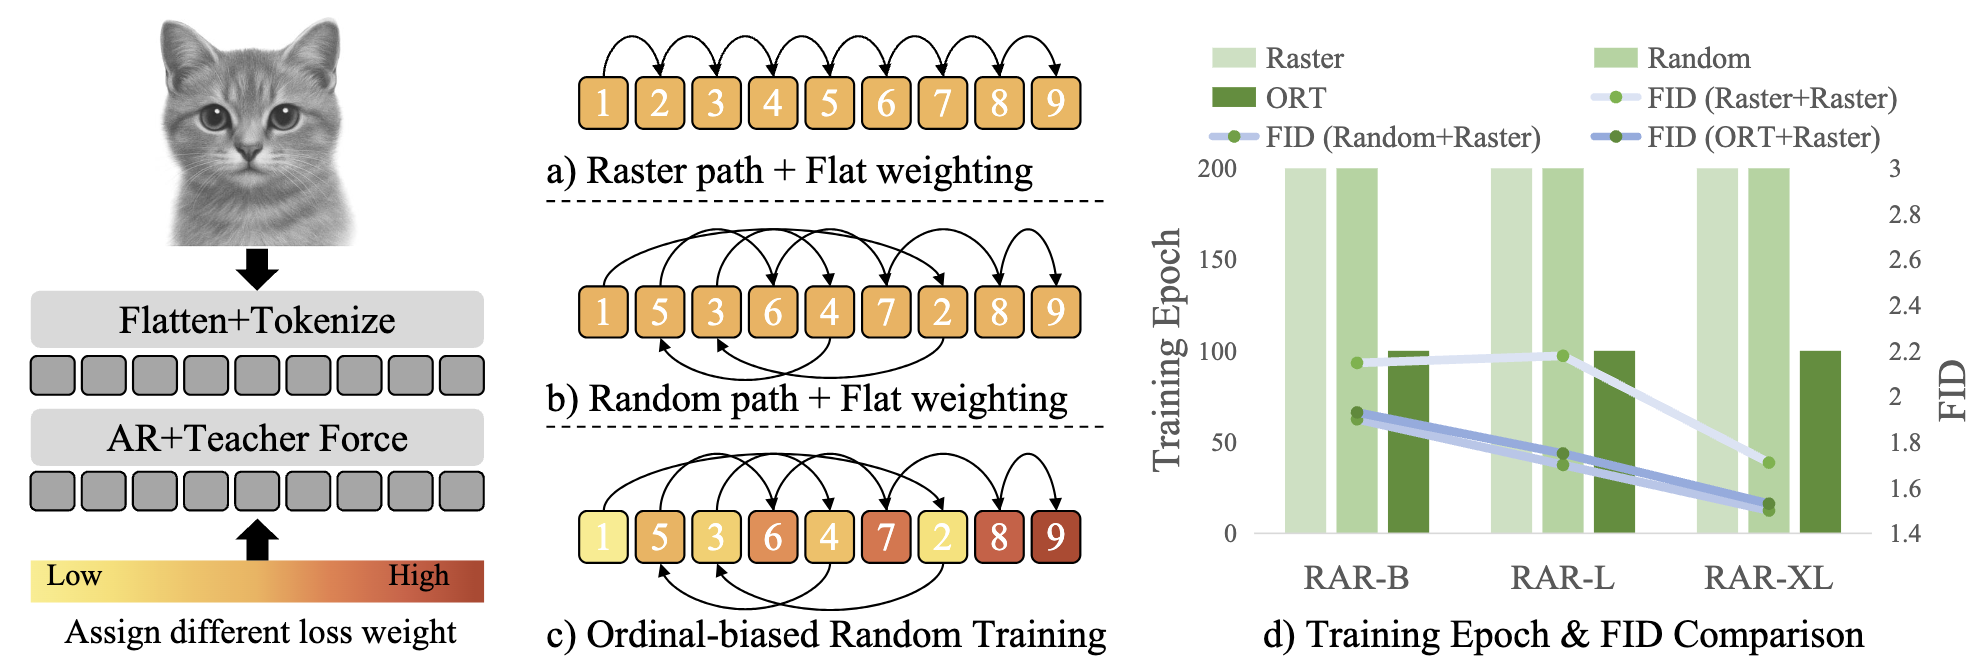 Flatten+Tokenize
AR+Teacher Force
Low High
Assign different loss weight
1 2 3 4 5 6 7 8 9
a) Raster path + Flat weighting
1 5 3 6 4 7 2 8 9
b) Random path + Flat weighting
1 5 3 6 4 7 2 8 9
c) Ordinal-biased Random Training
Raster Random
ORT FID (Raster+Raster)
FID (Random+Raster) FID (ORT+Raster)
200
150
100
50
0
Training Epoch
3
2.8
2.6
2.4
2.2
2
1.8
1.6
1.4
FID
RAR-B RAR-L RAR-XL
d) Training Epoch & FID Comparison